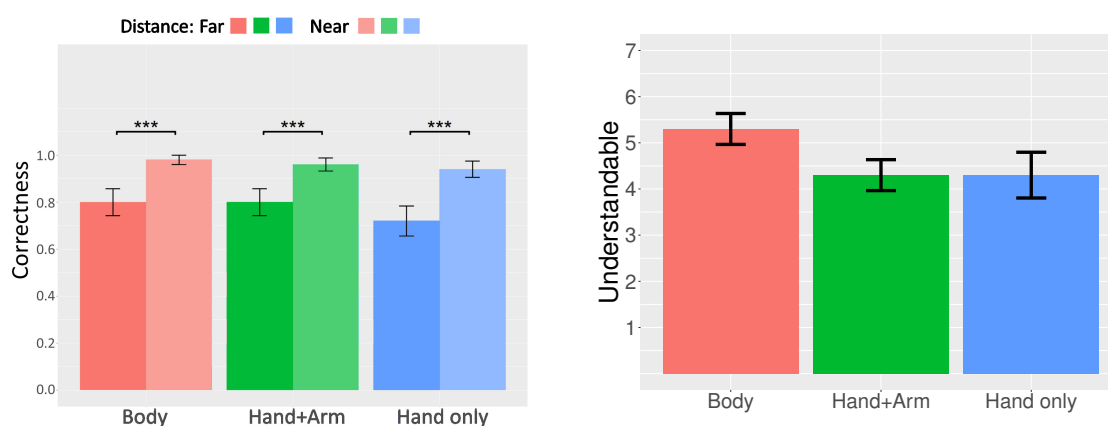 Distance: Far Near
Correctness
*** *** ***
1.0
0.8
0.6
0.4
0.2
0.0
Body Hand+Arm Hand only
Understandable
7
6
5
4
3
2
1
Body Hand+Arm Hand only